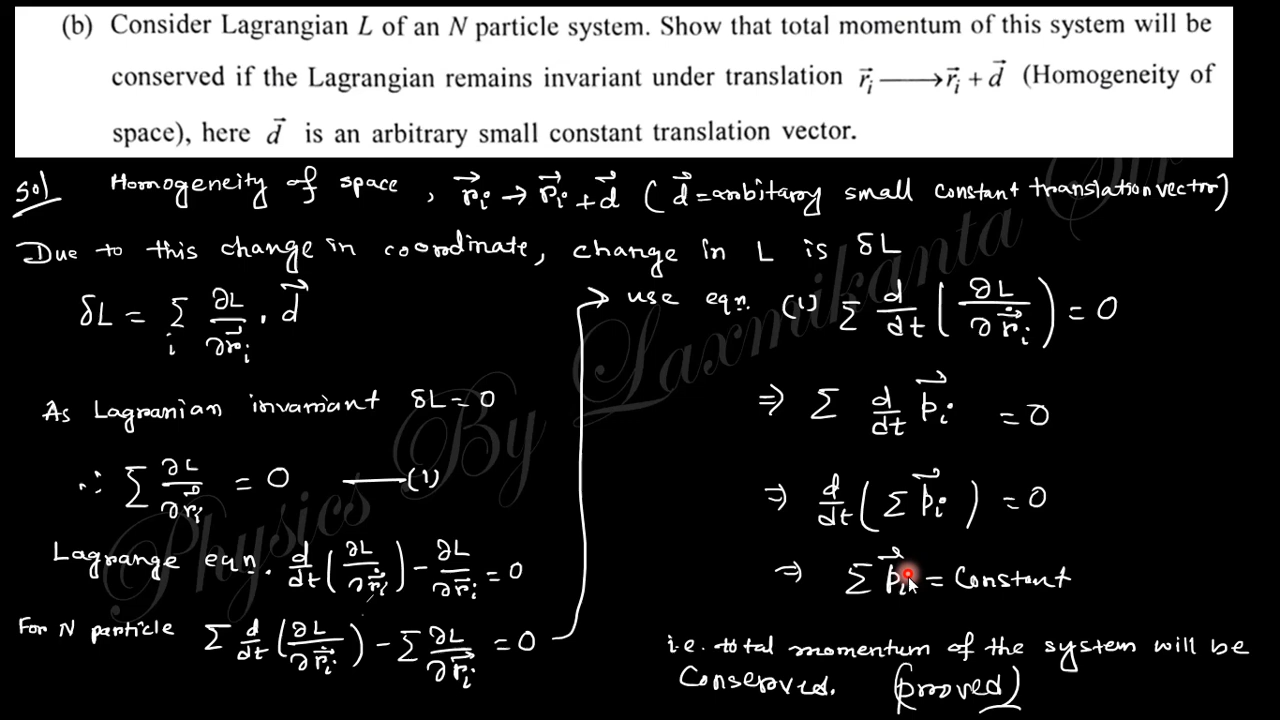 (b) Consider Lagrangian L of an N particle system. Show that total momentum of this system will be
conserved if the Lagrangian remains invariant under translation r⃗ᵢ ⟶ r⃗ᵢ + d⃗ (Homogeneity of
space), here d⃗ is an arbitrary small constant translation vector.
Sol Homogeneity of space, r⃗ᵢ → r⃗ᵢ + d⃗ (d⃗ = arbitary small constant translation vector)
Due to this change in coordinate, change in L is δL
δL = Σᵢ ∂L/∂r⃗ᵢ . d⃗
As Lagranian invariant δL = 0
∴ Σ ∂L/∂r⃗ᵢ = 0 —— (1)
Lagrange eqn. d/dt (∂L/∂ṙ⃗ᵢ) − ∂L/∂r⃗ᵢ = 0
For N particle Σ d/dt (∂L/∂ṙ⃗ᵢ) − Σ ∂L/∂r⃗ᵢ = 0
→ use eqn. (1) Σ d/dt (∂L/∂ṙ⃗ᵢ) = 0
⇒ Σ d/dt p⃗ᵢ = 0
⇒ d/dt (Σ p⃗ᵢ) = 0
⇒ Σ p⃗ᵢ = Constant
i.e. total momentum of the system will be
Conserved. (proved)
Physics By Laxmikanta